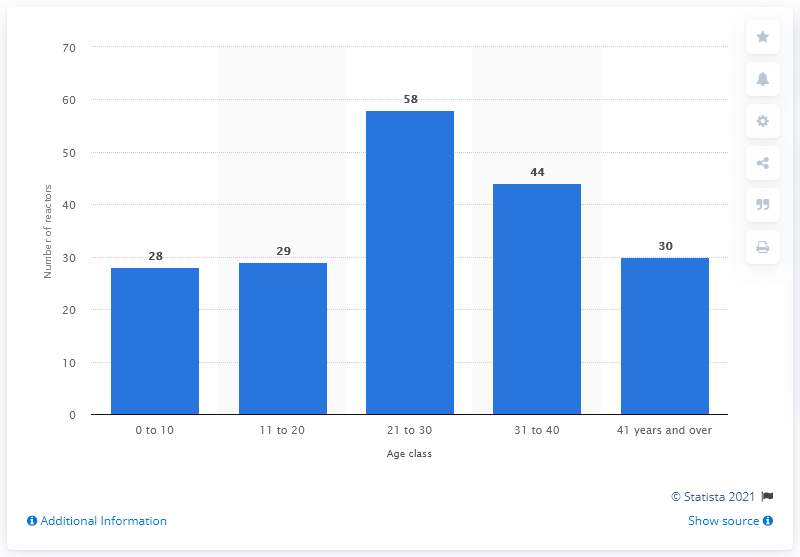 70
60
50
40
30
20
10
0
Number of reactors
28
29
58
44
30
0 to 10
11 to 20
21 to 30
31 to 40
41 years and over
Age class
© Statista 2021
Additional Information
Show source